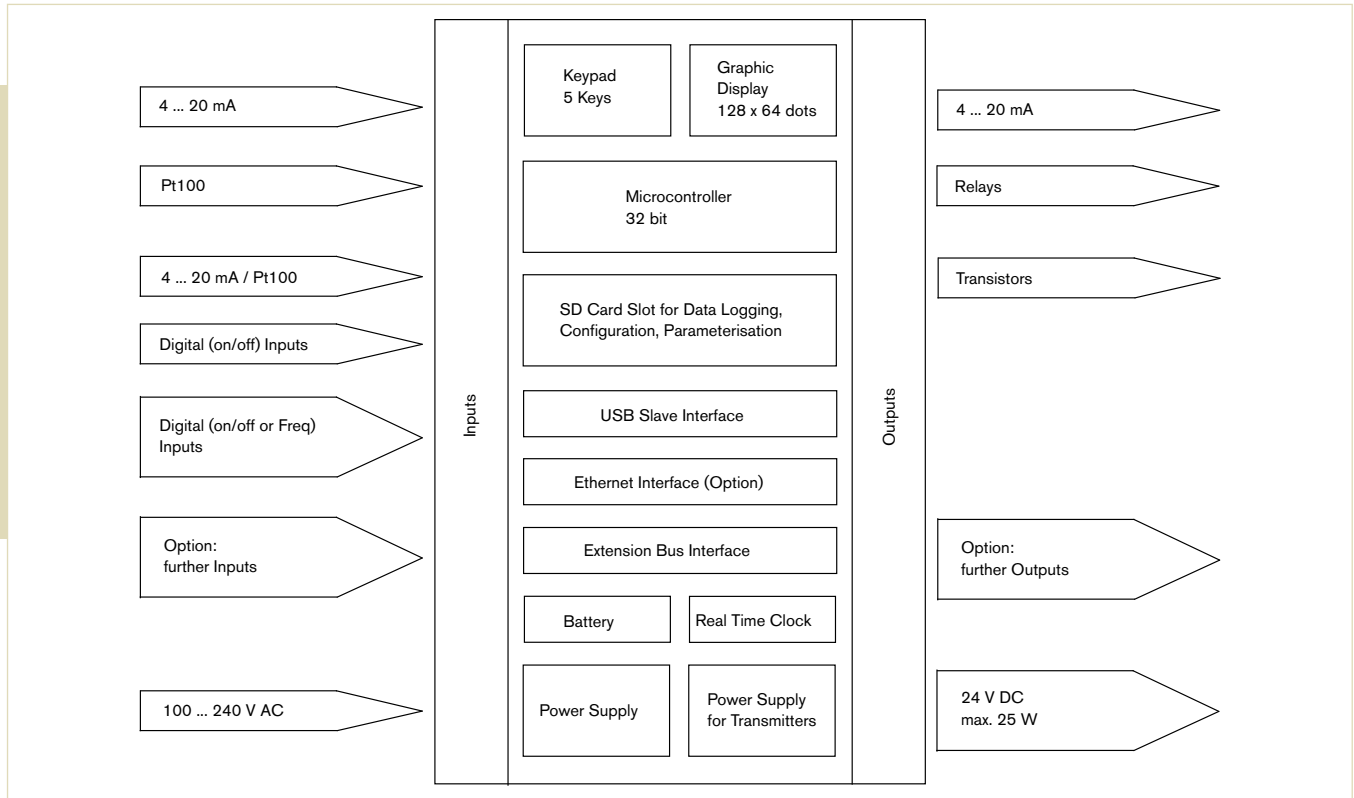 4 ... 20 mA
Pt100
4 ... 20 mA / Pt100
Digital (on/off) Inputs
Digital (on/off or Freq)
Inputs
Option:
further Inputs
100 ... 240 V AC
Inputs
Keypad
5 Keys
Graphic
Display
128 x 64 dots
Microcontroller
32 bit
SD Card Slot for Data Logging,
Configuration, Parameterisation
USB Slave Interface
Ethernet Interface (Option)
Extension Bus Interface
Battery
Real Time Clock
Power Supply
Power Supply
for Transmitters
Outputs
4 ... 20 mA
Relays
Transistors
Option:
further Outputs
24 V DC
max. 25 W